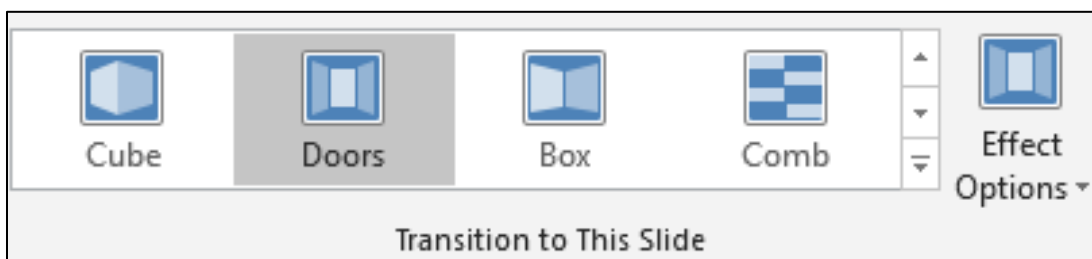 Cube
Doors
Box
Comb
Effect
Options
Transition to This Slide